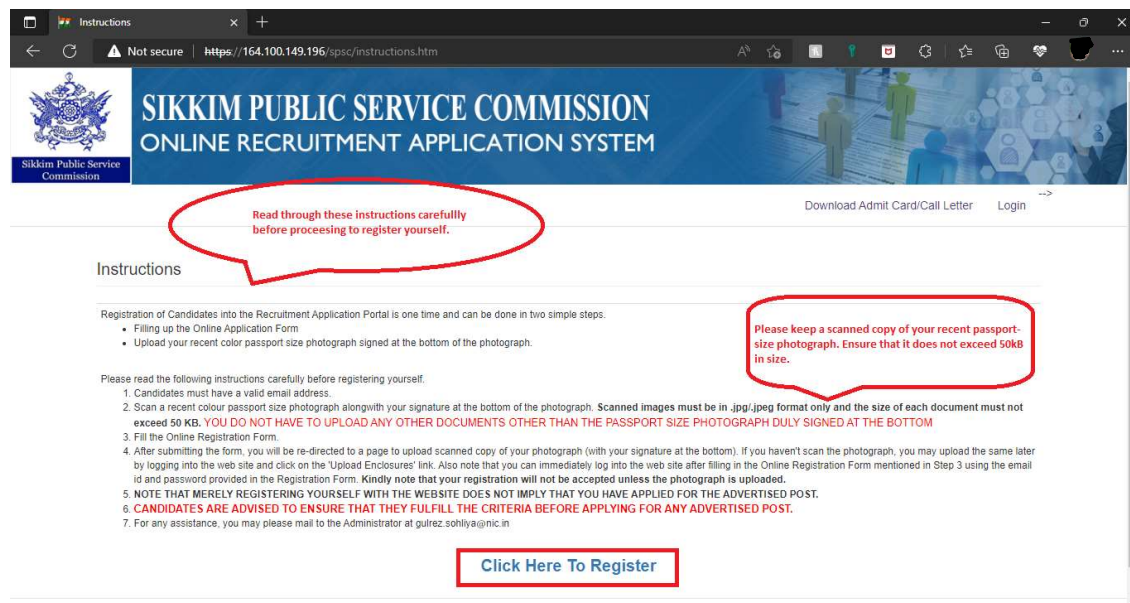 Instructions
Not secure | https://164.100.149.196/spsc/instructions.htm
SIKKIM PUBLIC SERVICE COMMISSION
ONLINE RECRUITMENT APPLICATION SYSTEM
Sikkim Public Service
Commission
-->
Download Admit Card/Call Letter Login
Read through these instructions carefullly
before proceesing to register yourself.
Instructions
Registration of Candidates into the Recruitment Application Portal is one time and can be done in two simple steps.
• Filling up the Online Application Form
• Upload your recent color passport size photograph signed at the bottom of the photograph.
Please keep a scanned copy of your recent passport-
size photograph. Ensure that it does not exceed 50kB
in size.
Please read the following instructions carefully before registering yourself.
1. Candidates must have a valid email address.
2. Scan a recent colour passport size photograph alongwith your signature at the bottom of the photograph. Scanned images must be in .jpg/.jpeg format only and the size of each document must not
exceed 50 KB. YOU DO NOT HAVE TO UPLOAD ANY OTHER DOCUMENTS OTHER THAN THE PASSPORT SIZE PHOTOGRAPH DULY SIGNED AT THE BOTTOM
3. Fill the Online Registration Form.
4. After submitting the form, you will be re-directed to a page to upload scanned copy of your photograph (with your signature at the bottom). If you haven't scan the photograph, you may upload the same later
by logging into the web site and click on the 'Upload Enclosures' link. Also note that you can immediately log into the web site after filling in the Online Registration Form mentioned in Step 3 using the email
id and password provided in the Registration Form. Kindly note that your registration will not be accepted unless the photograph is uploaded.
5. NOTE THAT MERELY REGISTERING YOURSELF WITH THE WEBSITE DOES NOT IMPLY THAT YOU HAVE APPLIED FOR THE ADVERTISED POST.
6. CANDIDATES ARE ADVISED TO ENSURE THAT THEY FULFILL THE CRITERIA BEFORE APPLYING FOR ANY ADVERTISED POST.
7. For any assistance, you may please mail to the Administrator at gulrez.sohliya@nic.in
Click Here To Register